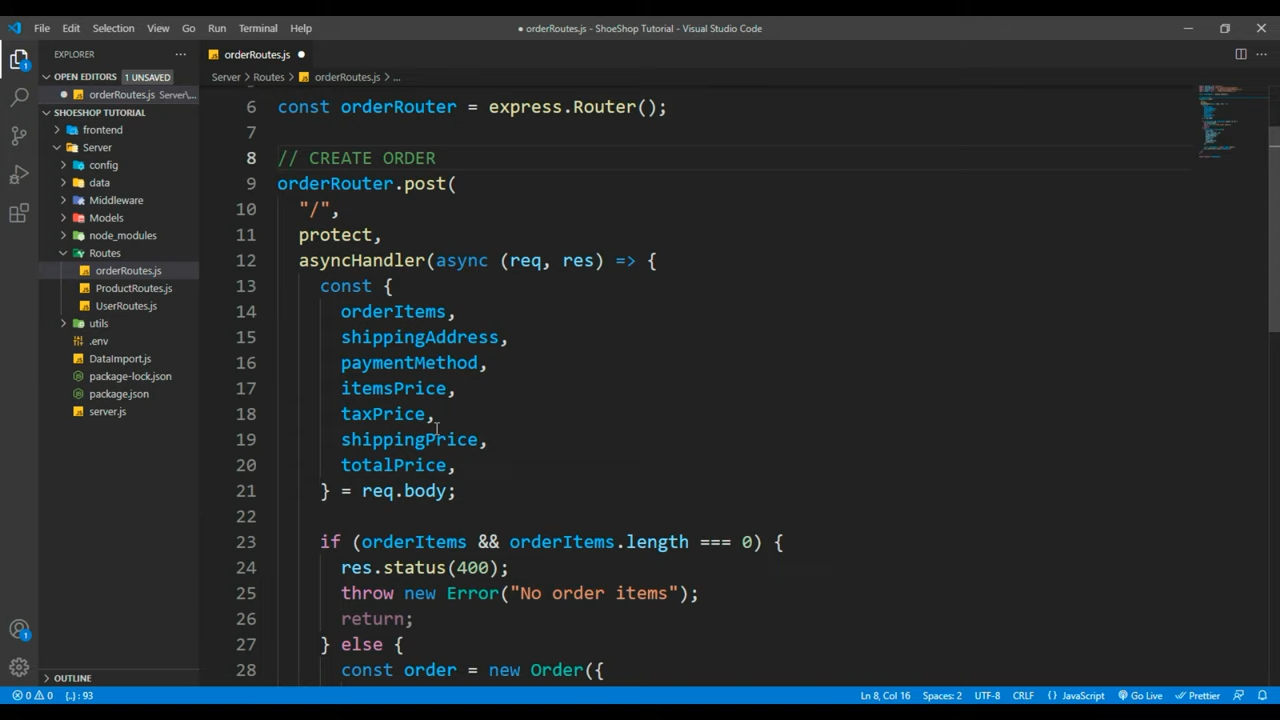 File Edit Selection View Go Run Terminal Help
● orderRoutes.js - ShoeShop Tutorial - Visual Studio Code
EXPLORER
OPEN EDITORS 1 UNSAVED
orderRoutes.js Server\...
SHOESHOP TUTORIAL
frontend
Server
config
data
Middleware
Models
node_modules
Routes
orderRoutes.js
ProductRoutes.js
UserRoutes.js
utils
.env
DataImport.js
package-lock.json
package.json
server.js
OUTLINE
orderRoutes.js
Server > Routes > orderRoutes.js > ...
6 const orderRouter = express.Router();
7
8 // CREATE ORDER
9 orderRouter.post(
10 "/",
11 protect,
12 asyncHandler(async (req, res) => {
13 const {
14 orderItems,
15 shippingAddress,
16 paymentMethod,
17 itemsPrice,
18 taxPrice,
19 shippingPrice,
20 totalPrice,
21 } = req.body;
22
23 if (orderItems && orderItems.length === 0) {
24 res.status(400);
25 throw new Error("No order items");
26 return;
27 } else {
28 const order = new Order({
0 0 {..}: 93
Ln 8, Col 16 Spaces: 2 UTF-8 CRLF {} JavaScript Go Live Prettier